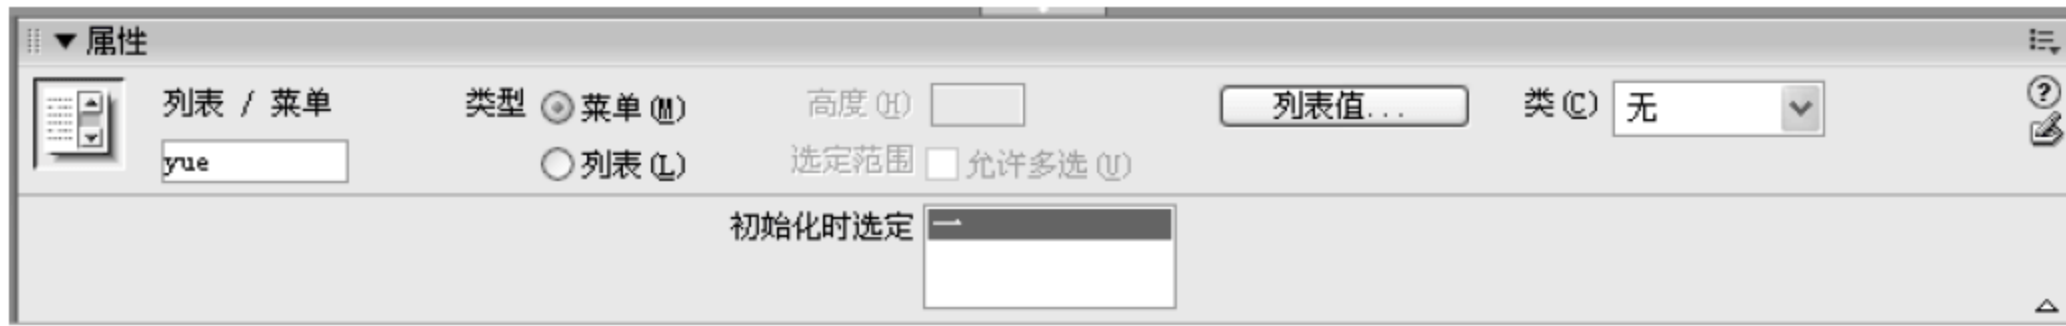 属性
列表 / 菜单 类型 菜单(M) 高度(H) 列表值... 类(C) 无
yue 列表(L) 选定范围 允许多选(U)
初始化时选定 一